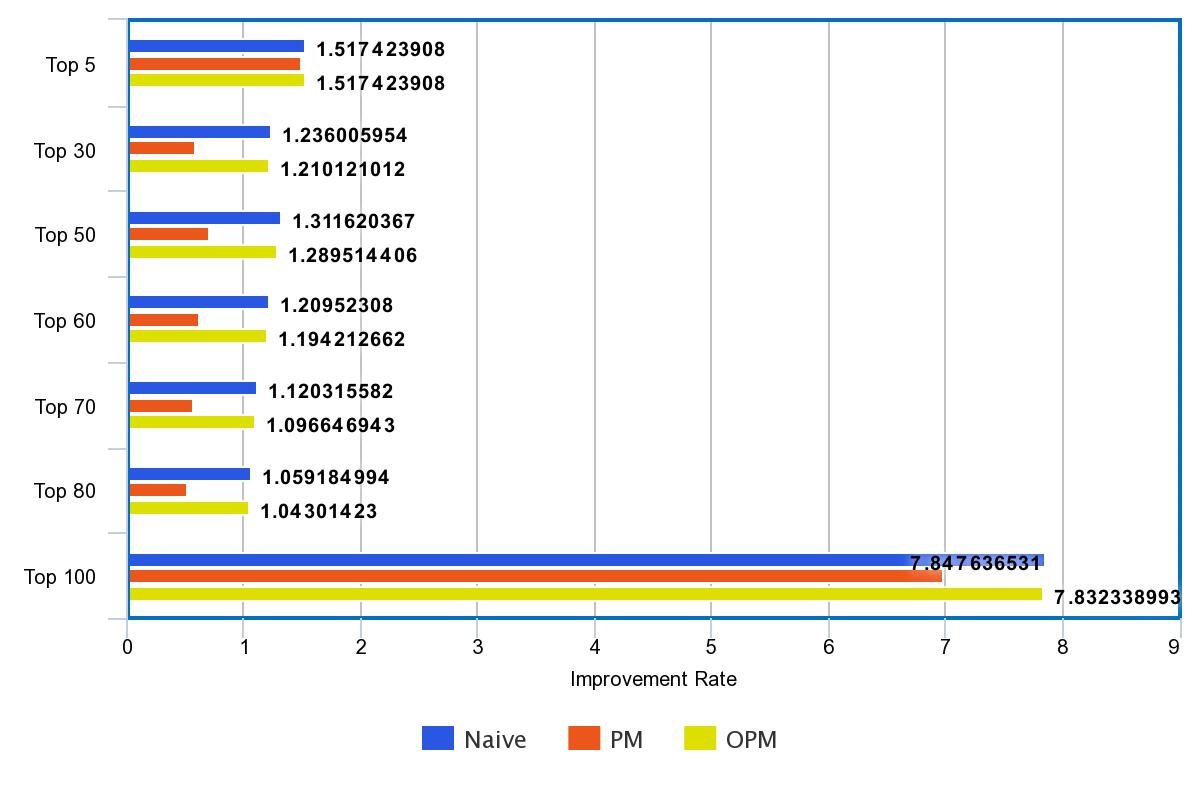 1.517423908
Top 5
1.517423908
1.236005954
Top 30
1.210121012
1.311620367
Top 50
1.289514406
1.20952308
Top 60
1.194212662
1.120315582
Top 70
1.096646943
1.059184994
Top 80
1.04301423
7.847636531
Top 100
7.832338993
0 1 2 3 4 5 6 7 8 9
Improvement Rate
Naive PM OPM